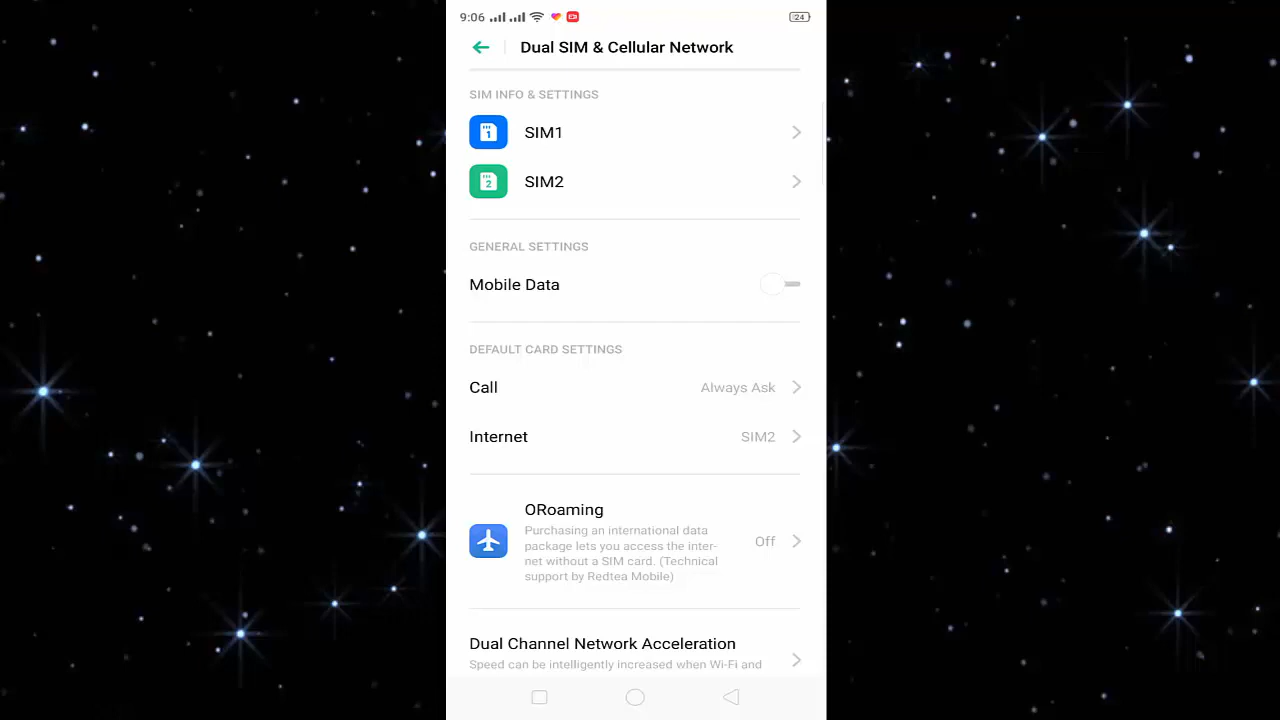 9:06
24
Dual SIM & Cellular Network
SIM INFO & SETTINGS
1
SIM1
2
SIM2
GENERAL SETTINGS
Mobile Data
DEFAULT CARD SETTINGS
Call
Always Ask
Internet
SIM2
ORoaming
Purchasing an international data
package lets you access the inter-
net without a SIM card. (Technical
support by Redtea Mobile)
Off
Dual Channel Network Acceleration
Speed can be intelligently increased when Wi-Fi and